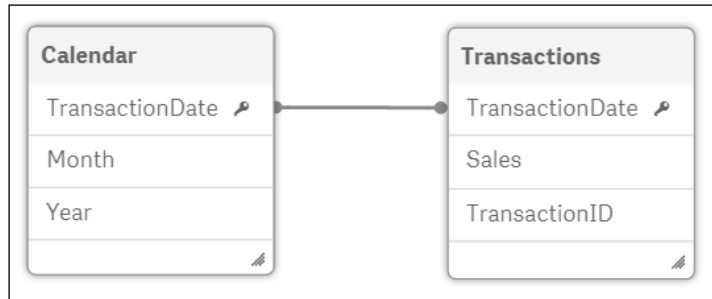 Calendar
TransactionDate
Month
Year
Transactions
TransactionDate
Sales
TransactionID